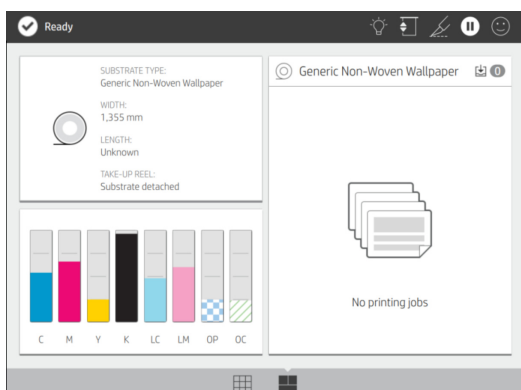 Ready
SUBSTRATE TYPE:
Generic Non-Woven Wallpaper
WIDTH:
1,355 mm
LENGTH:
Unknown
TAKE-UP REEL:
Substrate detached
C M Y K LC LM OP OC
Generic Non-Woven Wallpaper 0
No printing jobs